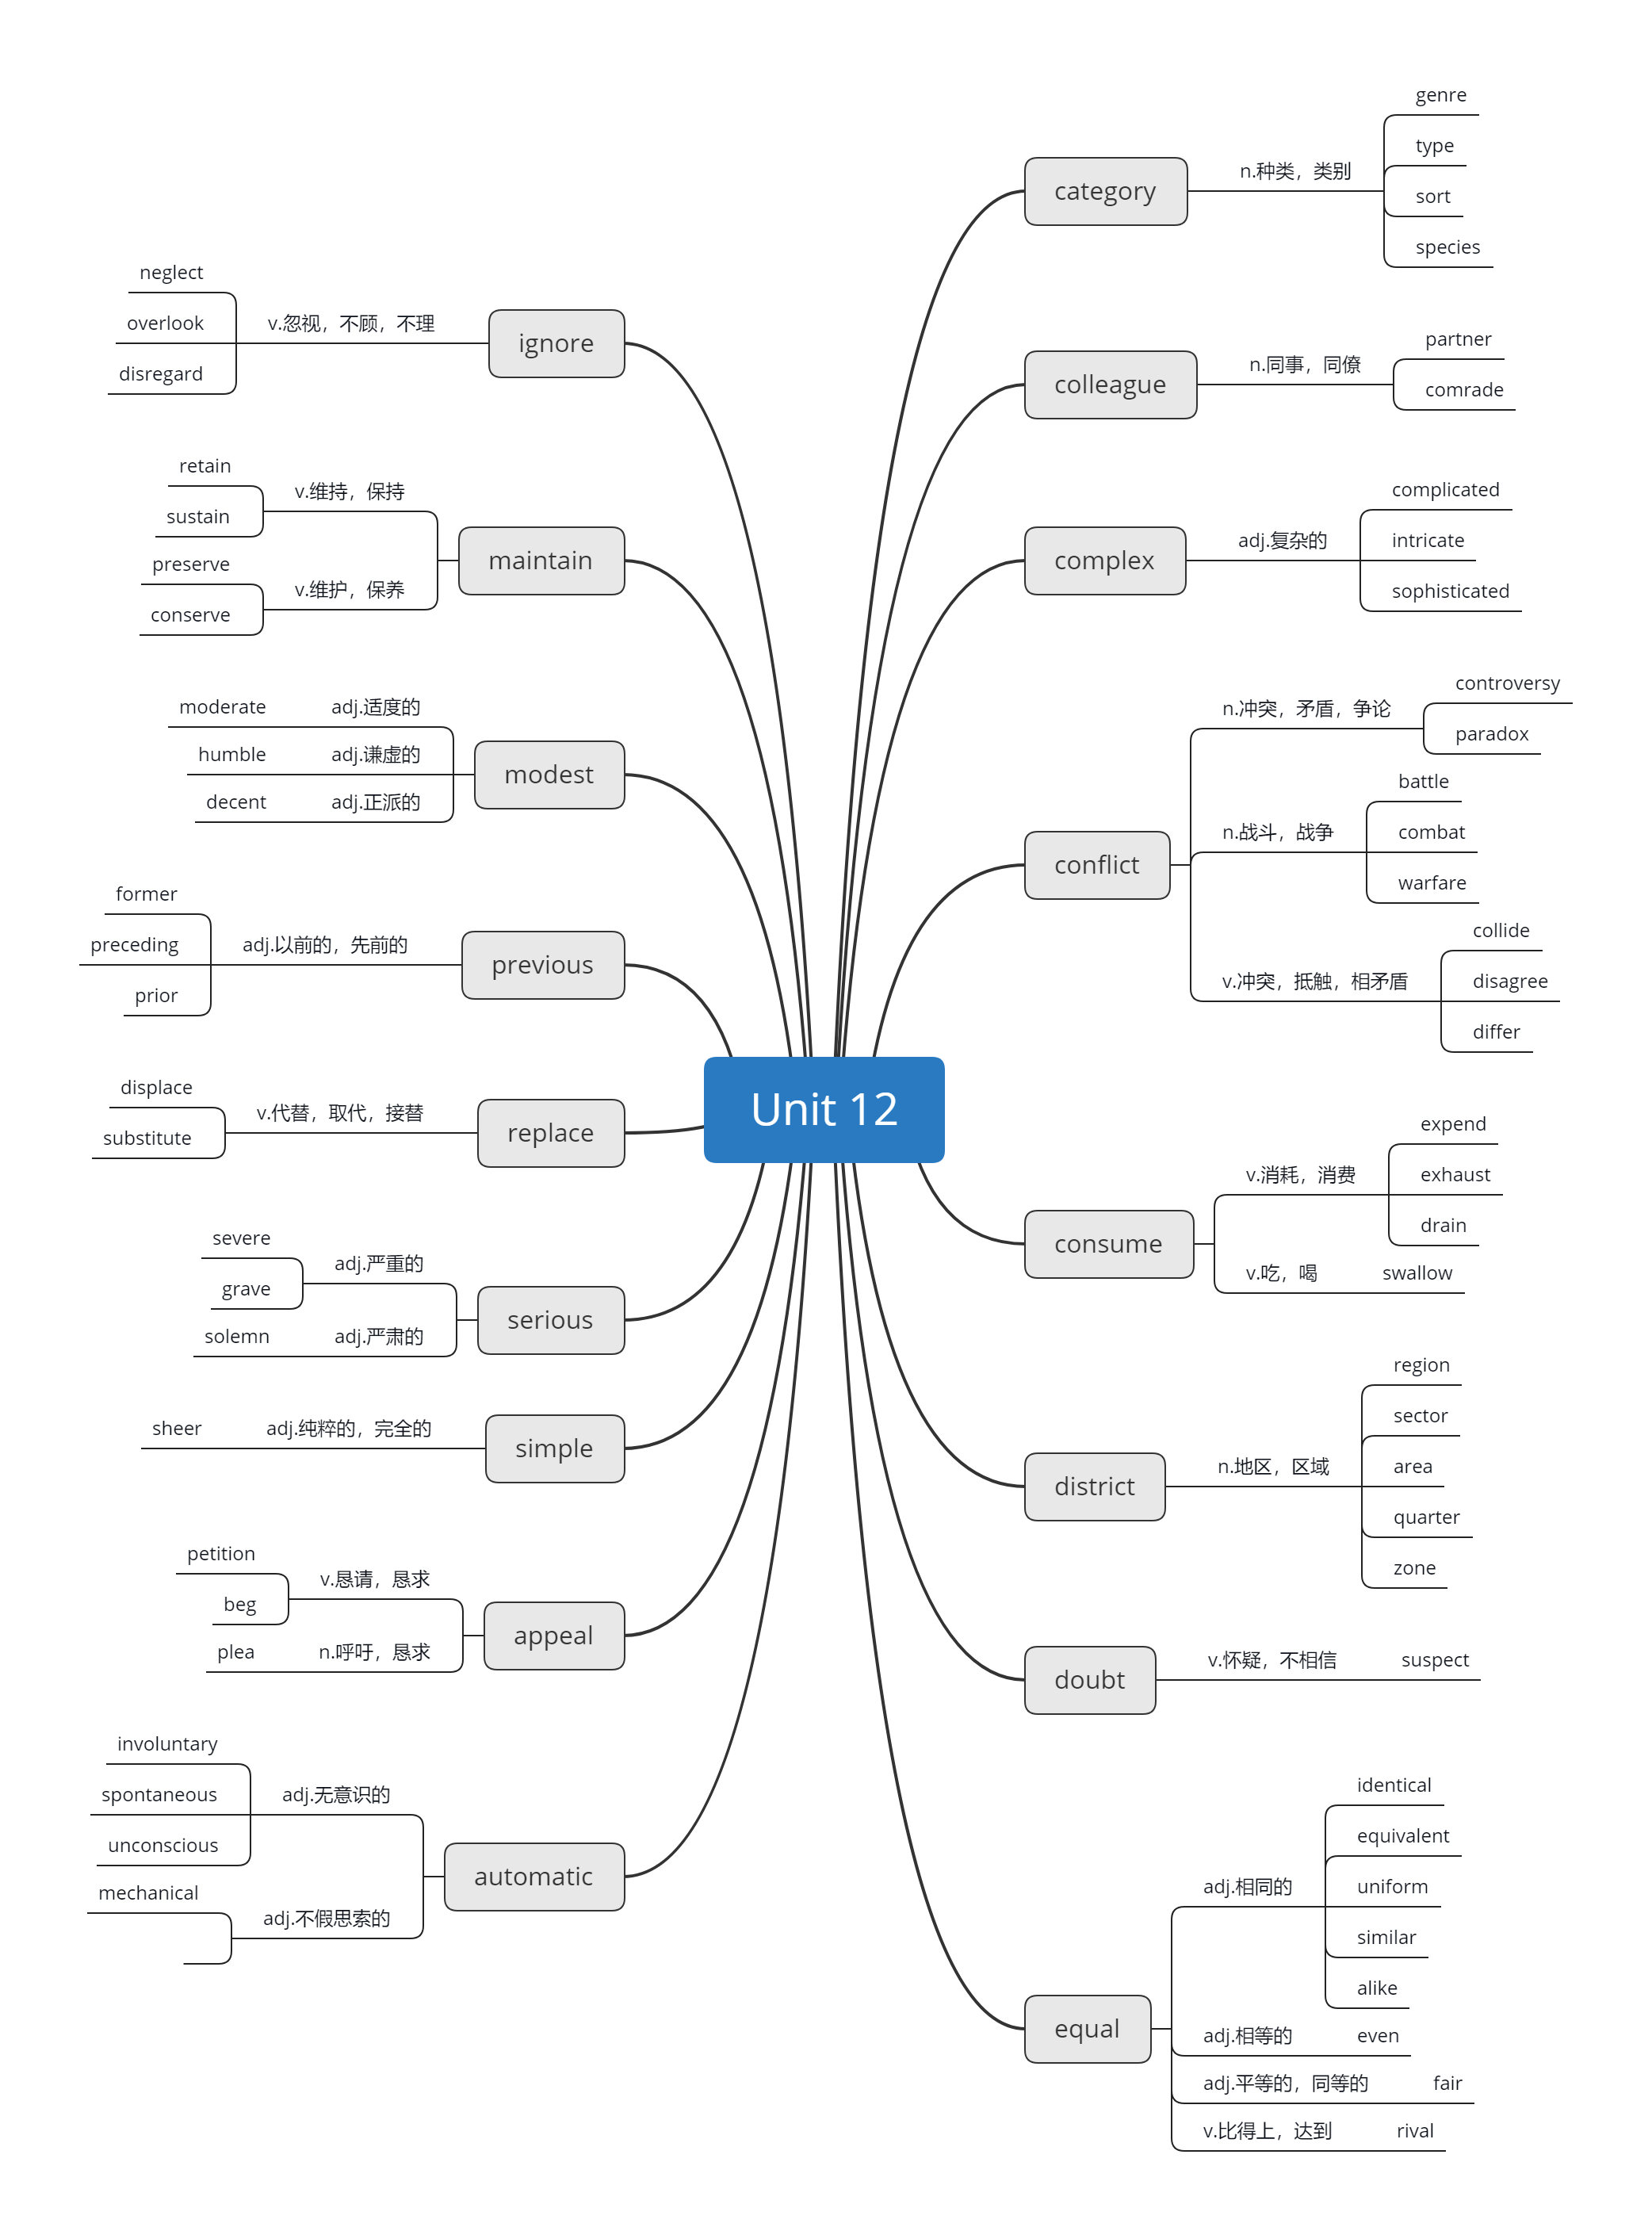 Unit 12
category
n.种类，类别
genre
type
sort
species
colleague
n.同事，同僚
partner
comrade
complex
adj.复杂的
complicated
intricate
sophisticated
conflict
n.冲突，矛盾，争论
controversy
paradox
n.战斗，战争
battle
combat
warfare
v.冲突，抵触，相矛盾
collide
disagree
differ
consume
v.消耗，消费
expend
exhaust
drain
v.吃，喝
swallow
district
n.地区，区域
region
sector
area
quarter
zone
doubt
v.怀疑，不相信
suspect
equal
adj.相同的
identical
equivalent
uniform
similar
alike
adj.相等的
even
adj.平等的，同等的
fair
v.比得上，达到
rival
ignore
v.忽视，不顾，不理
neglect
overlook
disregard
maintain
v.维持，保持
retain
sustain
v.维护，保养
preserve
conserve
modest
adj.适度的
moderate
adj.谦虚的
humble
adj.正派的
decent
previous
adj.以前的，先前的
former
preceding
prior
replace
v.代替，取代，接替
displace
substitute
serious
adj.严重的
severe
grave
adj.严肃的
solemn
simple
adj.纯粹的，完全的
sheer
appeal
v.恳请，恳求
petition
beg
n.呼吁，恳求
plea
automatic
adj.无意识的
involuntary
spontaneous
unconscious
adj.不假思索的
mechanical